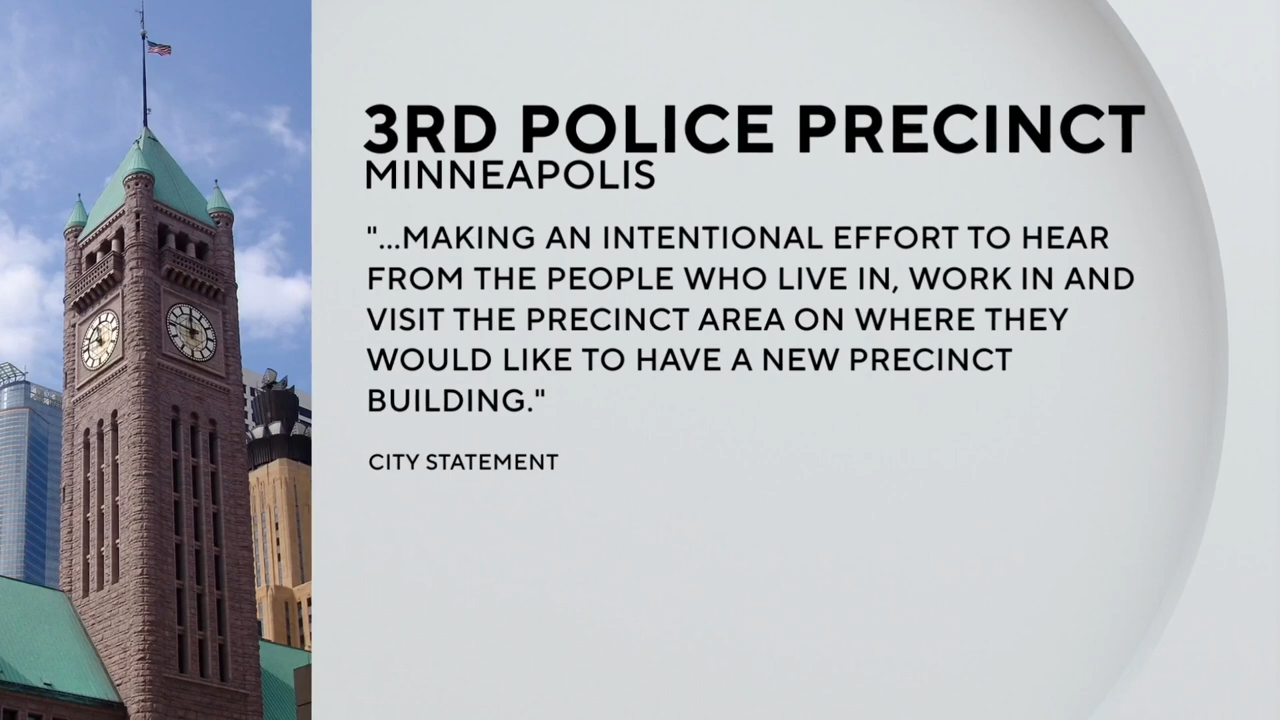 3RD POLICE PRECINCT
MINNEAPOLIS
"...MAKING AN INTENTIONAL EFFORT TO HEAR
FROM THE PEOPLE WHO LIVE IN, WORK IN AND
VISIT THE PRECINCT AREA ON WHERE THEY
WOULD LIKE TO HAVE A NEW PRECINCT
BUILDING."
CITY STATEMENT